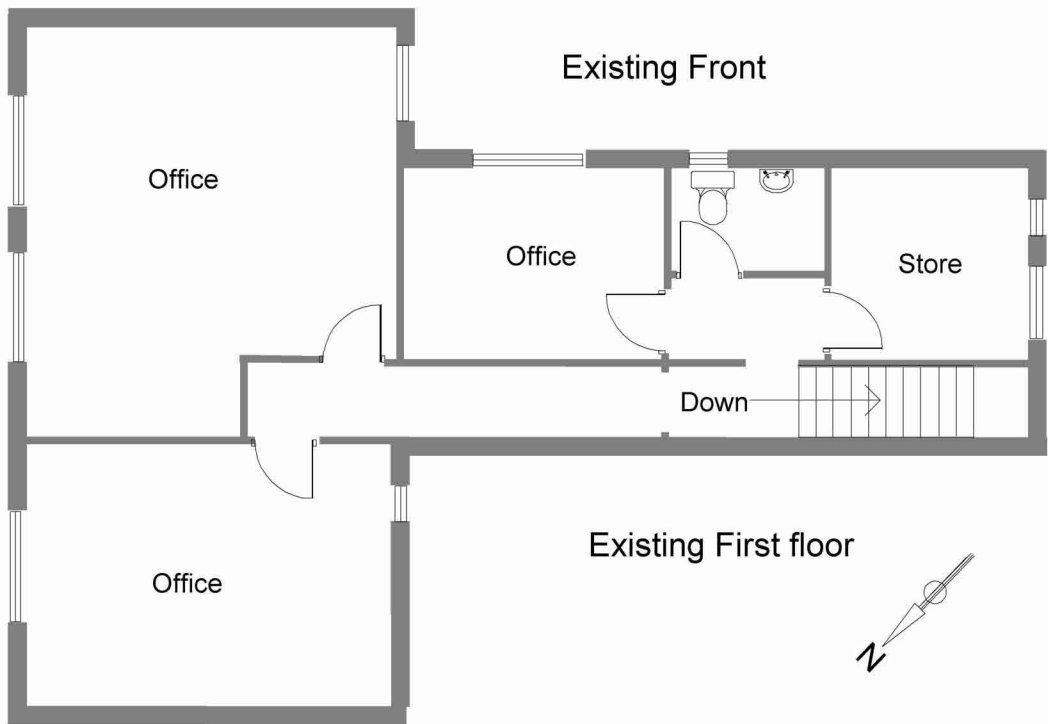 Existing Front
Office
Office
Store
Down
Existing First floor
Office
N